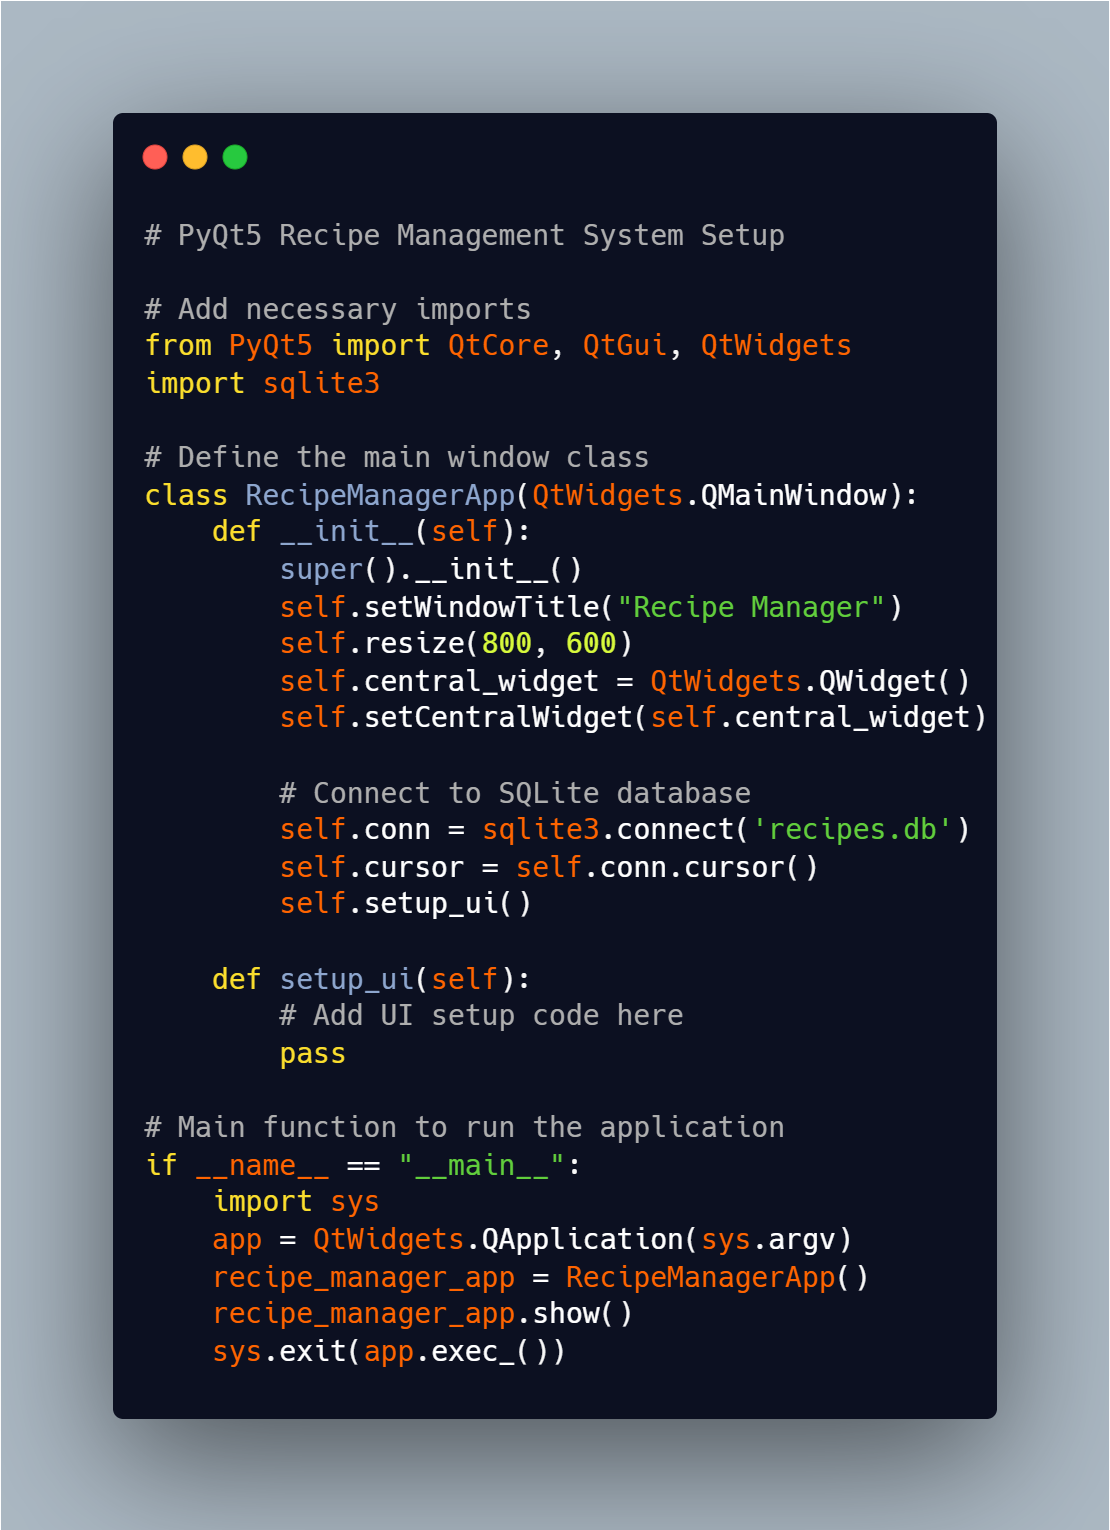 # PyQt5 Recipe Management System Setup

# Add necessary imports
from PyQt5 import QtCore, QtGui, QtWidgets
import sqlite3

# Define the main window class
class RecipeManagerApp(QtWidgets.QMainWindow):
    def __init__(self):
        super().__init__()
        self.setWindowTitle("Recipe Manager")
        self.resize(800, 600)
        self.central_widget = QtWidgets.QWidget()
        self.setCentralWidget(self.central_widget)

        # Connect to SQLite database
        self.conn = sqlite3.connect('recipes.db')
        self.cursor = self.conn.cursor()
        self.setup_ui()

    def setup_ui(self):
        # Add UI setup code here
        pass

# Main function to run the application
if __name__ == "__main__":
    import sys
    app = QtWidgets.QApplication(sys.argv)
    recipe_manager_app = RecipeManagerApp()
    recipe_manager_app.show()
    sys.exit(app.exec_())